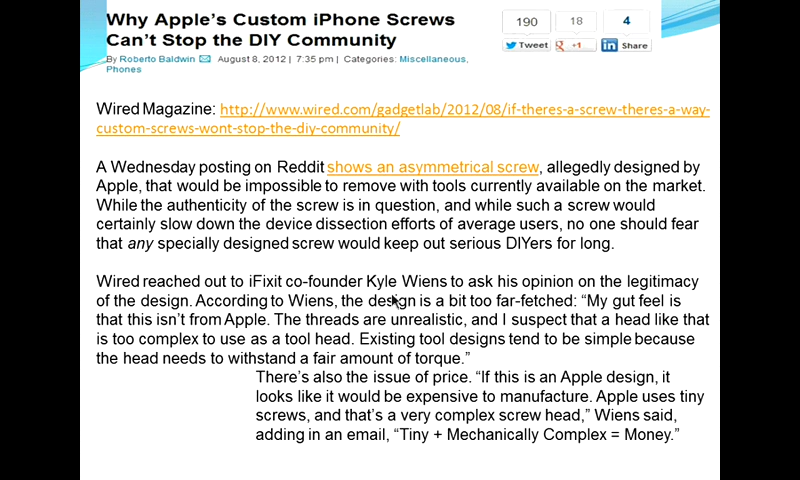 Why Apple's Custom iPhone Screws
Can't Stop the DIY Community
By Roberto Baldwin August 8, 2012 | 7:35 pm | Categories: Miscellaneous,
Phones
190 18 4
Tweet +1 in Share
Wired Magazine: http://www.wired.com/gadgetlab/2012/08/if-theres-a-screw-theres-a-way-
custom-screws-wont-stop-the-diy-community/
A Wednesday posting on Reddit shows an asymmetrical screw, allegedly designed by
Apple, that would be impossible to remove with tools currently available on the market.
While the authenticity of the screw is in question, and while such a screw would
certainly slow down the device dissection efforts of average users, no one should fear
that any specially designed screw would keep out serious DIYers for long.
Wired reached out to iFixit co-founder Kyle Wiens to ask his opinion on the legitimacy
of the design. According to Wiens, the design is a bit too far-fetched: “My gut feel is
that this isn't from Apple. The threads are unrealistic, and I suspect that a head like that
is too complex to use as a tool head. Existing tool designs tend to be simple because
the head needs to withstand a fair amount of torque.”
There's also the issue of price. “If this is an Apple design, it
looks like it would be expensive to manufacture. Apple uses tiny
screws, and that's a very complex screw head,” Wiens said,
adding in an email, “Tiny + Mechanically Complex = Money.”